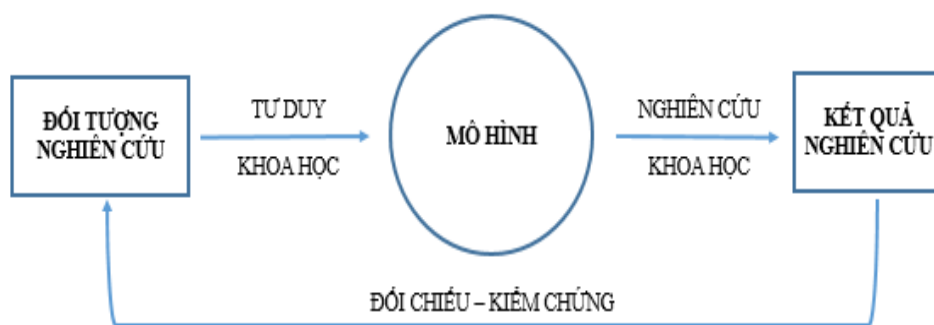 ĐỐI TƯỢNG
NGHIÊN CỨU
TƯ DUY
KHOA HỌC
MÔ HÌNH
NGHIÊN CỨU
KHOA HỌC
KẾT QUẢ
NGHIÊN CỨU
ĐỐI CHIẾU – KIỂM CHỨNG